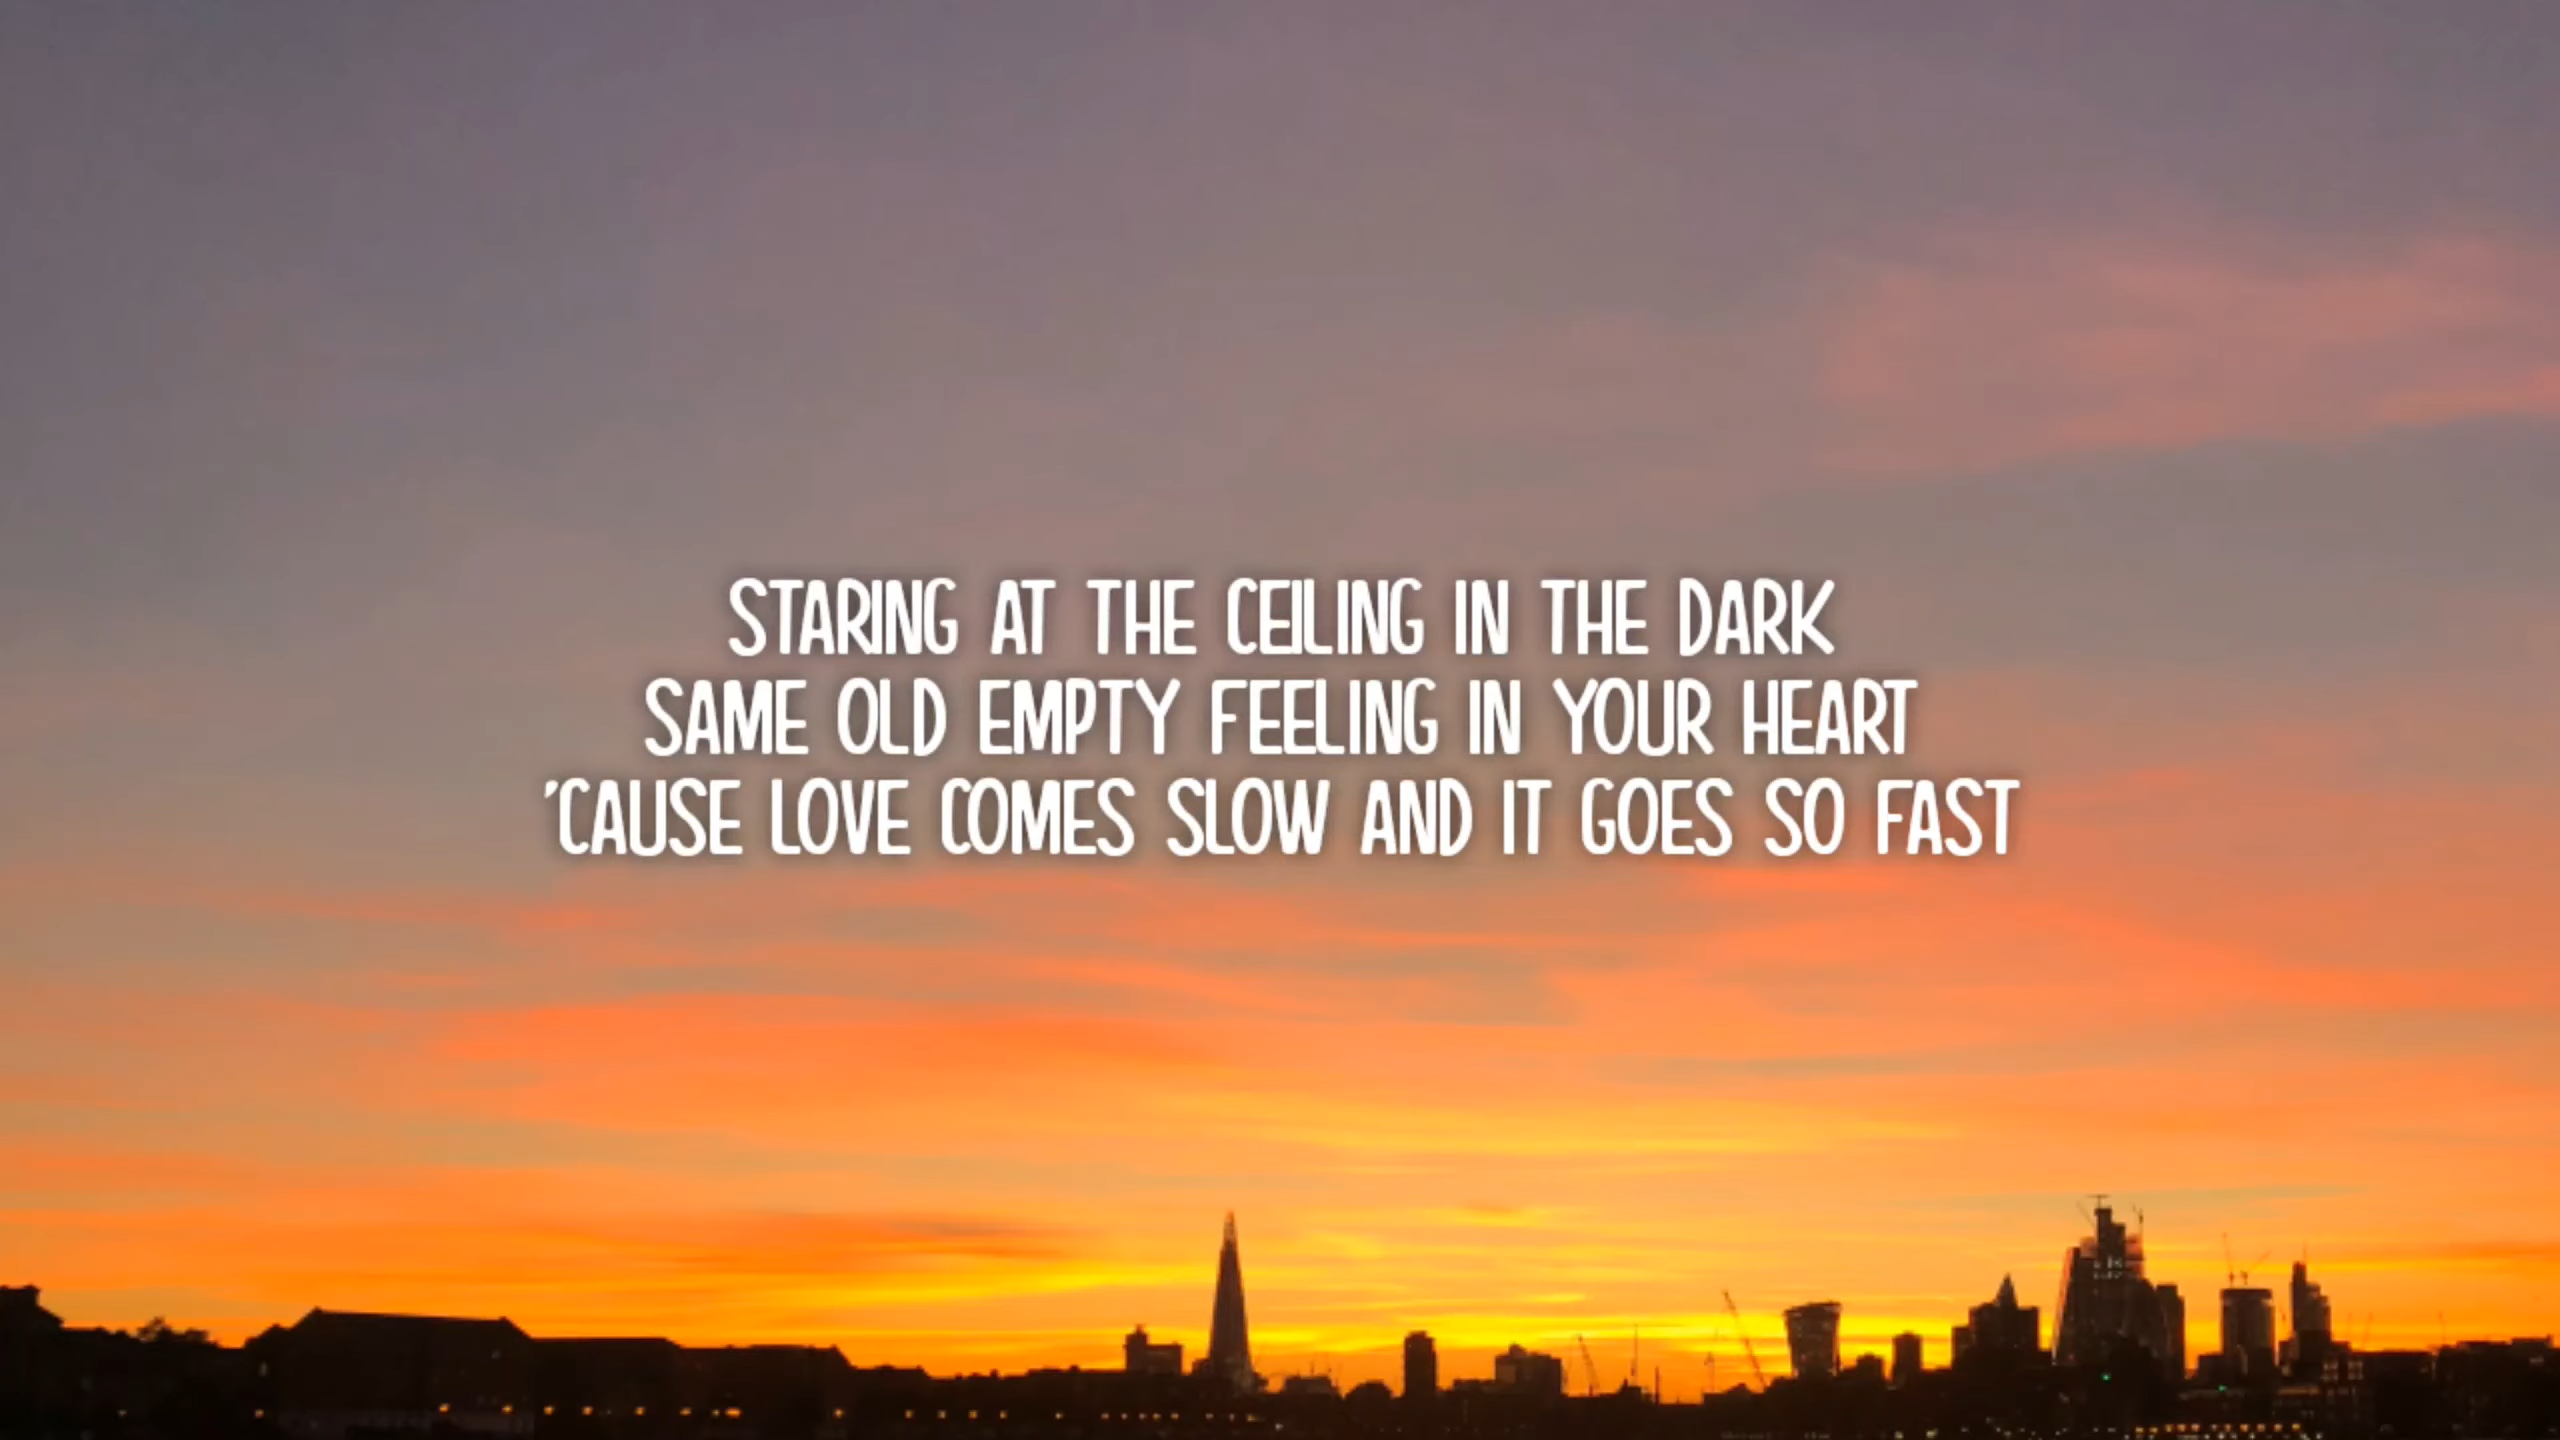 STARING AT THE CEILING IN THE DARK
SAME OLD EMPTY FEELING IN YOUR HEART
'CAUSE LOVE COMES SLOW AND IT GOES SO FAST